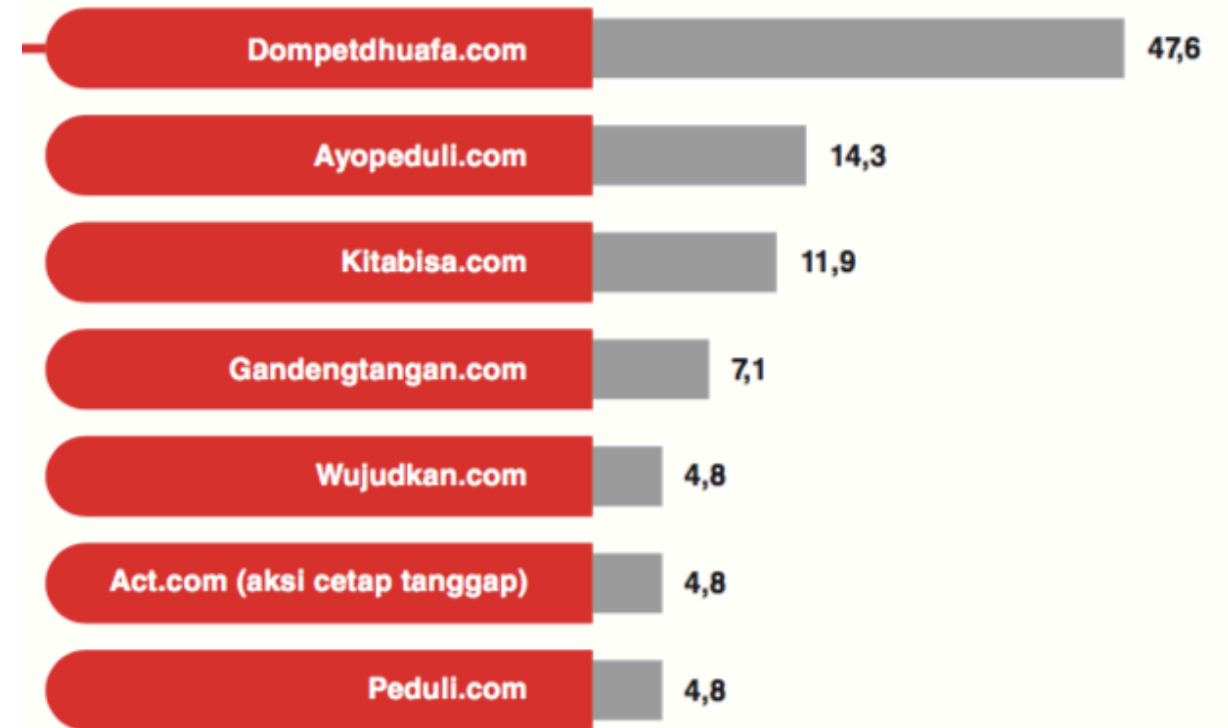 Dompetdhuafa.com 47,6
Ayopeduli.com 14,3
Kitabisa.com 11,9
Gandengtangan.com 7,1
Wujudkan.com 4,8
Act.com (aksi cetap tanggap) 4,8
Peduli.com 4,8